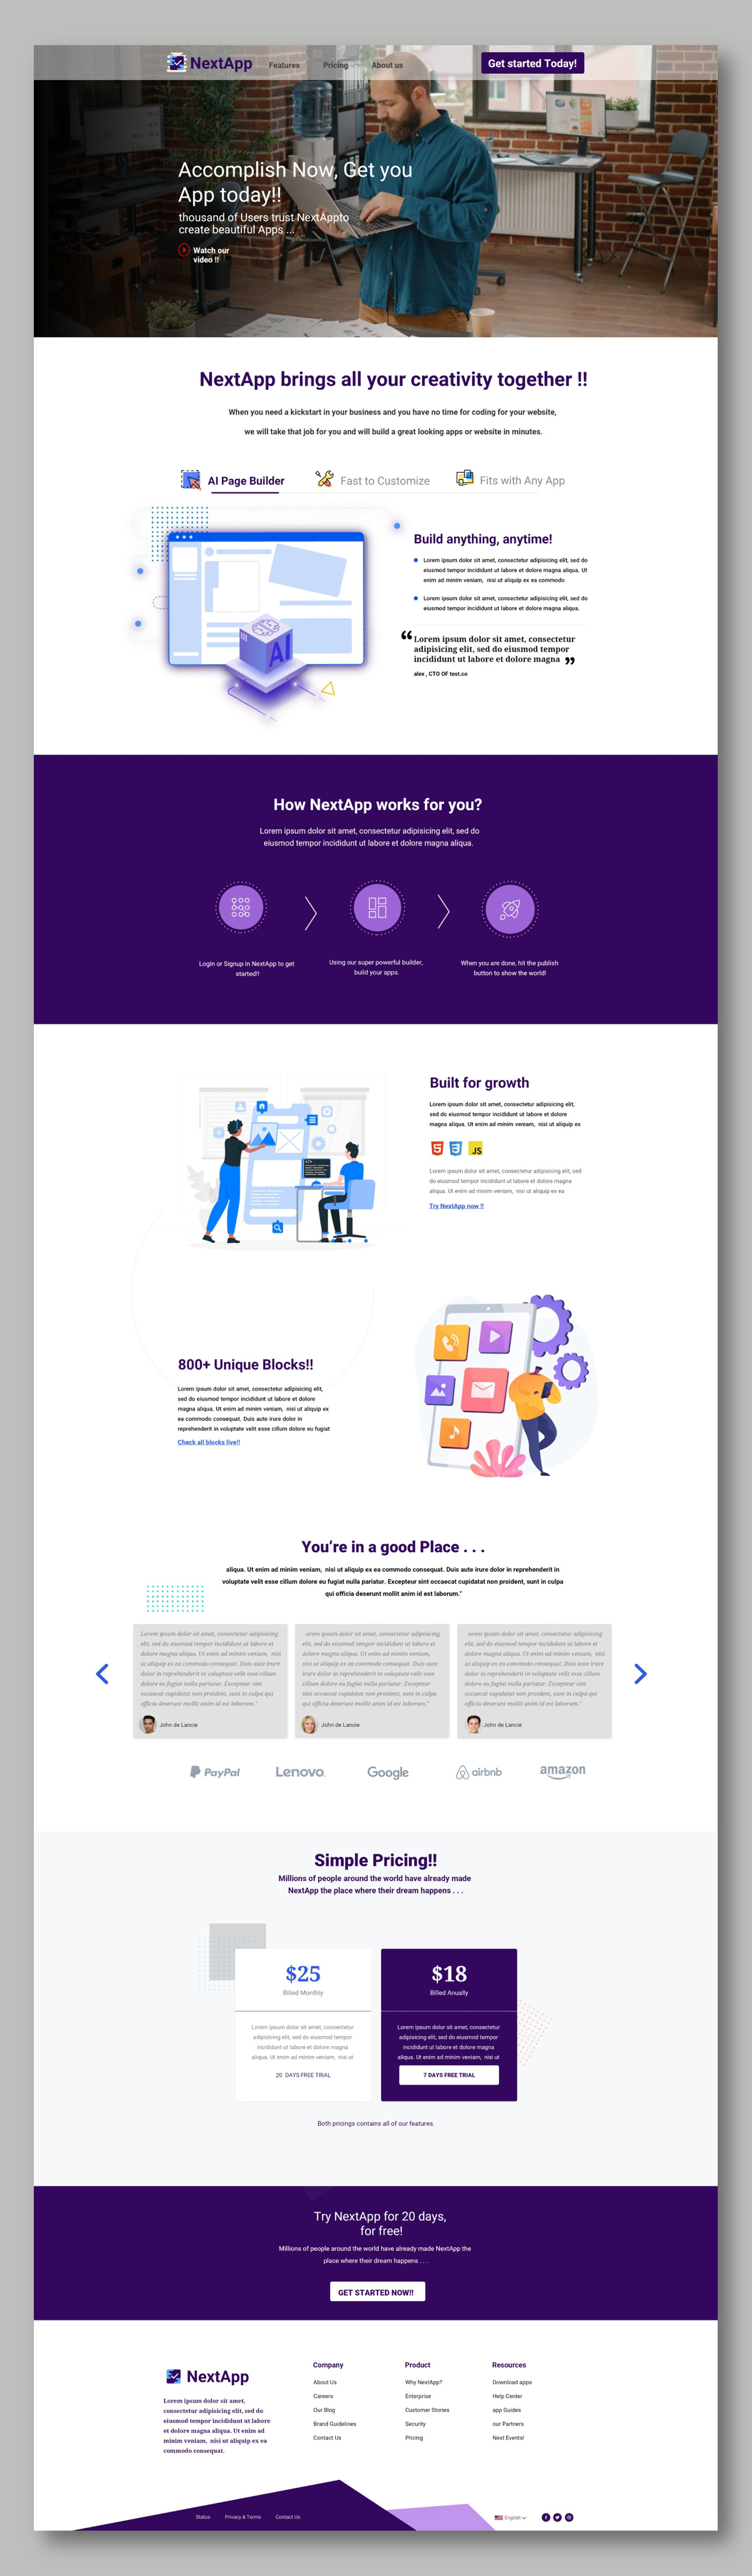 NextApp
Features
Pricing
About us
Get started Today!
Accomplish Now, Get you
App today!!
thousand of Users trust NextAppto
create beautiful Apps ...
Watch our
video !!
NextApp brings all your creativity together !!
When you need a kickstart in your business and you have no time for coding for your website,
we will take that job for you and will build a great looking apps or website in minutes.
AI Page Builder
Fast to Customize
Fits with Any App
AI
Build anything, anytime!
Lorem ipsum dolor sit amet, consectetur adipisicing elit, sed do
eiusmod tempor incididunt ut labore et dolore magna aliqua. Ut
enim ad minim veniam, nisi ut aliquip ex ea commodo
Lorem ipsum dolor sit amet, consectetur adipisicing elit, sed do
eiusmod tempor incididunt ut labore et dolore magna aliqua.
“ Lorem ipsum dolor sit amet, consectetur
adipisicing elit, sed do eiusmod tempor
incididunt ut labore et dolore magna ”
alex , CTO OF test.co
How NextApp works for you?
Lorem ipsum dolor sit amet, consectetur adipisicing elit, sed do
eiusmod tempor incididunt ut labore et dolore magna aliqua.
Login or Signup in NextApp to get
started!!
Using our super powerful builder,
build your apps.
When you are done, hit the publish
button to show the world!
Built for growth
Lorem ipsum dolor sit amet, consectetur adipisicing elit,
sed do eiusmod tempor incididunt ut labore et dolore
magna aliqua. Ut enim ad minim veniam, nisi ut aliquip ex
5
3
JS
Lorem ipsum dolor sit amet, consectetur adipisicing elit, sed
do eiusmod tempor incididunt ut labore et dolore magna
aliqua. Ut enim ad minim veniam, nisi ut aliquip ex ea
Try NextApp now !!
800+ Unique Blocks!!
Lorem ipsum dolor sit amet, consectetur adipisicing elit,
sed do eiusmod tempor incididunt ut labore et dolore
magna aliqua. Ut enim ad minim veniam, nisi ut aliquip ex
ea commodo consequat. Duis aute irure dolor in
reprehenderit in voluptate velit esse cillum dolore eu fugiat
Check all blocks live!!
You're in a good Place . . .
aliqua. Ut enim ad minim veniam, nisi ut aliquip ex ea commodo consequat. Duis aute irure dolor in reprehenderit in
voluptate velit esse cillum dolore eu fugiat nulla pariatur. Excepteur sint occaecat cupidatat non proident, sunt in culpa
qui officia deserunt mollit anim id est laborum."
Lorem ipsum dolor sit amet, consectetur adipisicing
elit, sed do eiusmod tempor incididunt ut labore et
dolore magna aliqua. Ut enim ad minim veniam, nisi
ut aliquip ex ea commodo consequat. Duis aute irure
dolor in reprehenderit in voluptate velit esse cillum
dolore eu fugiat nulla pariatur. Excepteur sint
occaecat cupidatat non proident, sunt in culpa qui
officia deserunt mollit anim id est laborum."
John de Lancie
orem ipsum dolor sit amet, consectetur adipisicing
elit, sed do eiusmod tempor incididunt ut labore et
dolore magna aliqua. Ut enim ad minim veniam,
nisi ut aliquip ex ea commodo consequat. Duis aute
irure dolor in reprehenderit in voluptate velit esse
cillum dolore eu fugiat nulla pariatur. Excepteur
sint occaecat cupidatat non proident, sunt in culpa
qui officia deserunt mollit anim id est laborum."
John de Lancie
orem ipsum dolor sit amet, consectetur adipisicing
elit, sed do eiusmod tempor incididunt ut labore et
dolore magna aliqua. Ut enim ad minim veniam, nisi
ut aliquip ex ea commodo consequat. Duis aute irure
dolor in reprehenderit in voluptate velit esse cillum
dolore eu fugiat nulla pariatur. Excepteur sint
occaecat cupidatat non proident, sunt in culpa qui
officia deserunt mollit anim id est laborum."
John de Lancie
PayPal
Lenovo
Google
airbnb
amazon
Simple Pricing!!
Millions of people around the world have already made
NextApp the place where their dream happens . . .
$25
Billed Monthly
Lorem ipsum dolor sit amet, consectetur
adipisicing elit, sed do eiusmod tempor
incididunt ut labore et dolore magna
aliqua. Ut enim ad minim veniam, nisi ut
20 DAYS FREE TRIAL
$18
Billed Anually
Lorem ipsum dolor sit amet, consectetur
adipisicing elit, sed do eiusmod tempor
incididunt ut labore et dolore magna
aliqua. Ut enim ad minim veniam, nisi ut
7 DAYS FREE TRIAL
Both pricings contains all of our features.
Try NextApp for 20 days,
for free!
Millions of people around the world have already made NextApp the
place where their dream happens . . .
GET STARTED NOW!!
NextApp
Lorem ipsum dolor sit amet,
consectetur adipisicing elit, sed do
eiusmod tempor incididunt ut labore
et dolore magna aliqua. Ut enim ad
minim veniam, nisi ut aliquip ex ea
commodo consequat.
Company
About Us
Careers
Our Blog
Brand Guidelines
Contact Us
Product
Why NextApp?
Enterprise
Customer Stories
Security
Pricing
Resources
Download apps
Help Center
app Guides
our Partners
Next Events!
Status
Privacy & Terms
Contact Us
English